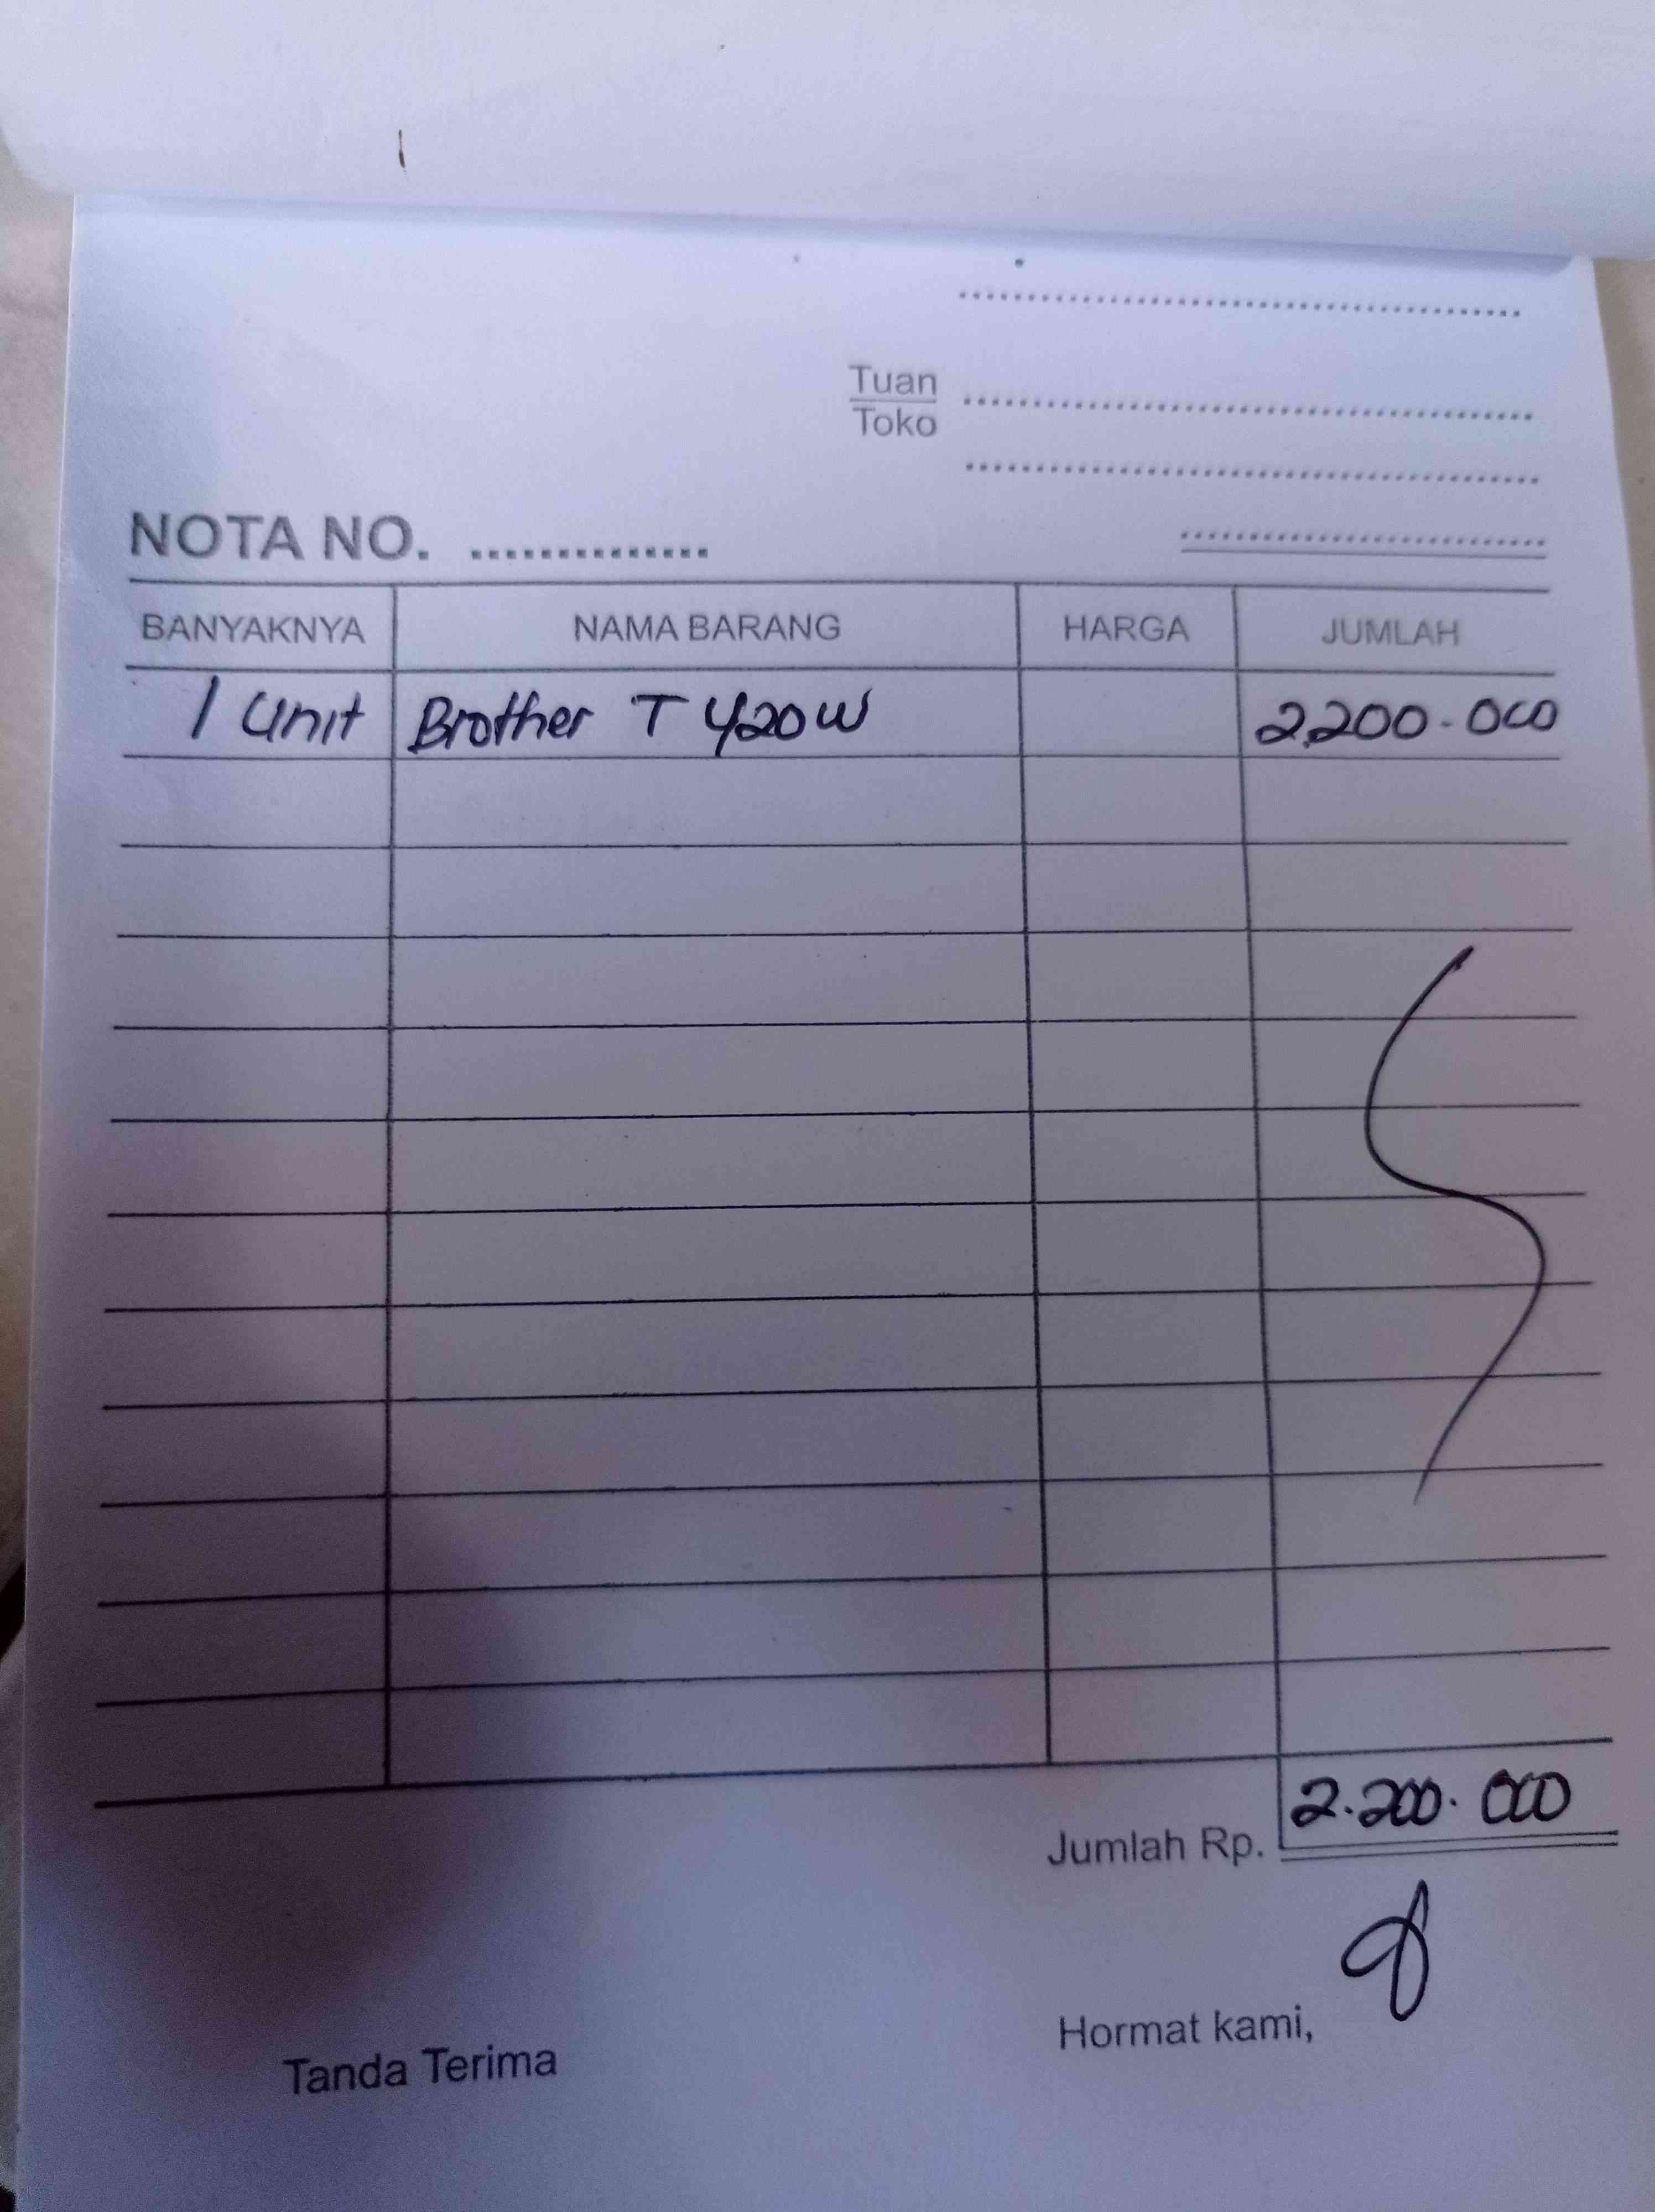 Tuan
Toko
NOTA NO. ..............
BANYAKNYA NAMA BARANG HARGA JUMLAH
1 Unit Brother T 420W 2.200.000
Jumlah Rp. 2.200.000
Hormat kami,
Tanda Terima